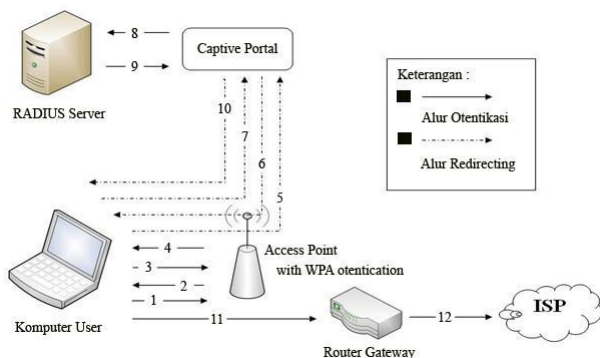 8
Captive Portal
9
RADIUS Server
10
7
6
5
Keterangan :
Alur Otentikasi
Alur Redirecting
4
3
2
1
Access Point
with WPA otentication
Komputer User
11
Router Gateway
12
ISP